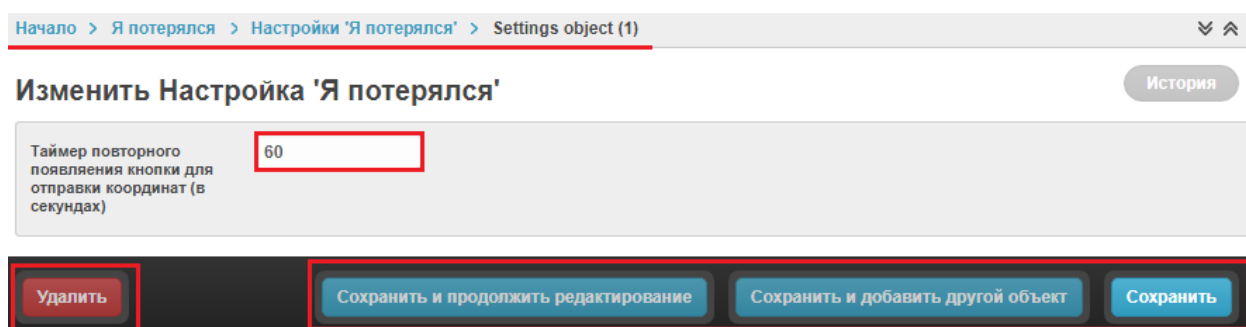 Начало > Я потерялся > Настройки 'Я потерялся' > Settings object (1)
Изменить Настройка 'Я потерялся'
История
Таймер повторного
появляения кнопки для
отправки координат (в
секундах)
60
Удалить
Сохранить и продолжить редактирование
Сохранить и добавить другой объект
Сохранить